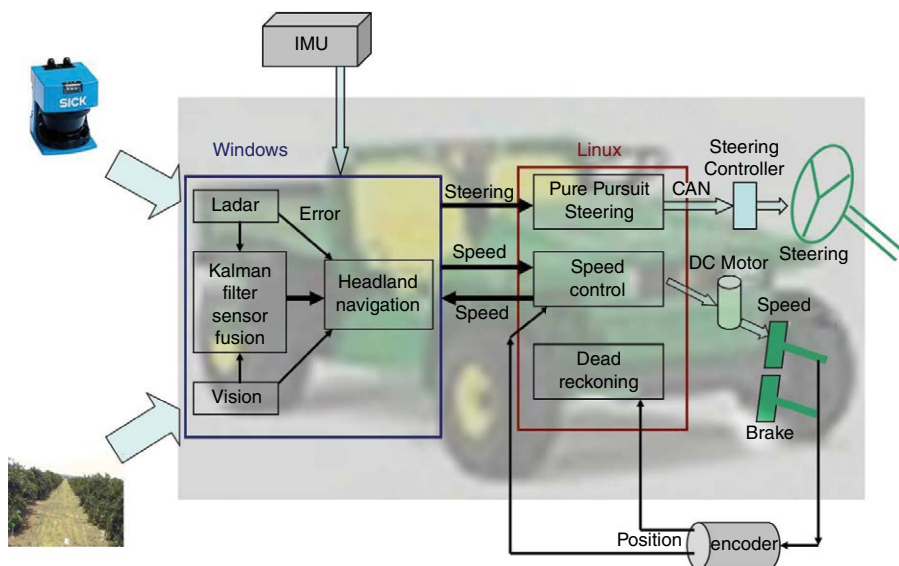 IMU
SICK
Windows
Linux
Steering
Controller
Ladar
Error
Steering
Pure Pursuit
Steering
CAN
Kalman
filter
sensor
fusion
Headland
navigation
Speed
Speed
Speed
control
DC Motor
Steering
Speed
Vision
Dead
reckoning
Brake
Position
encoder